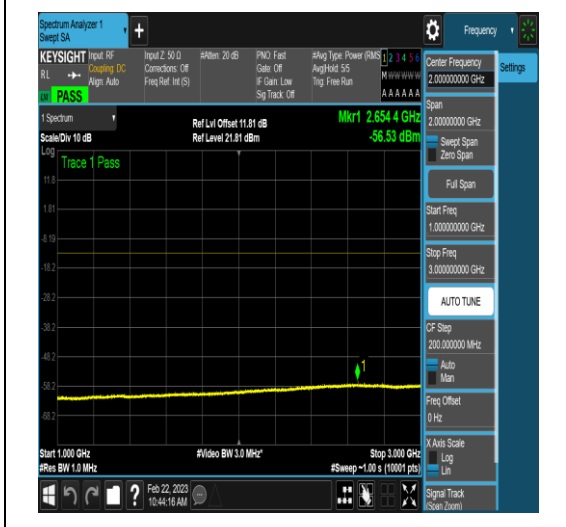 Spectrum Analyzer 1
Swept SA
+
Frequency
KEYSIGHT
RL
PASS
Input: RF
Coupling: DC
Align: Auto
Input Z: 50 Ω
Corrections: Off
Freq Ref: Int (S)
#Atten: 20 dB
PNO: Fast
Gate: Off
IF Gain: Low
Sig Track: Off
#Avg Type: Power (RMS
Avg|Hold: 5/5
Trig: Free Run
1 2 3 4 5 6
M W W W W W
A A A A A A
Center Frequency
2.000000000 GHz
Settings
Span
2.00000000 GHz
Swept Span
Zero Span
Full Span
Start Freq
1.000000000 GHz
Stop Freq
3.000000000 GHz
AUTO TUNE
CF Step
200.000000 MHz
Auto
Man
Freq Offset
0 Hz
X Axis Scale
Log
Lin
Signal Track
(Span Zoom)
1 Spectrum
Scale/Div 10 dB
Log
Ref Lvl Offset 11.81 dB
Ref Level 21.81 dBm
Mkr1 2.654 4 GHz
-56.53 dBm
Trace 1 Pass
11.8
1.81
-8.19
-18.2
-28.2
-38.2
-48.2
-58.2
-68.2
1
Start 1.000 GHz
#Res BW 1.0 MHz
#Video BW 3.0 MHz*
Stop 3.000 GHz
#Sweep ~1.00 s (10001 pts)
?
Feb 22, 2023
10:44:16 AM